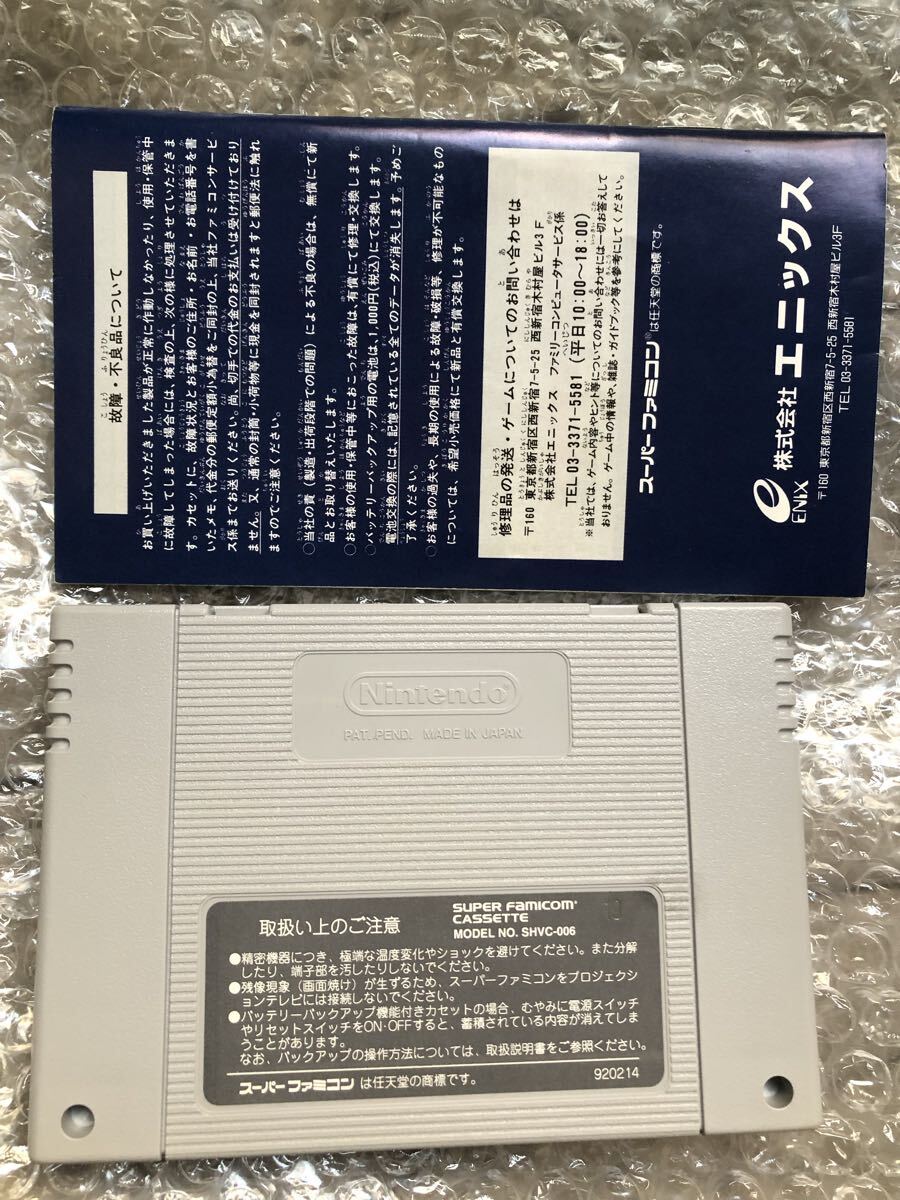 故障・不良品について
お買い上げいただきました製品が正常に作動しなかったり、使用・保管中
に故障してしまった場合には、検査の上、次の様に処理させていただきま
す。カセットに、故障状況とお客様のご住所・お名前・お電話番号を書
いたメモ、代金分の郵便定額小為替をご同封の上、当社ファミコンサービ
ス係までお送りください。尚、切手での代金のお支払いは受け付けており
ません。又、通常の封筒・小荷物等に現金を同封されますと郵便法に触れ
ますのでご注意ください。
○当社の責(製造・出荷段階での問題)による不良の場合は、無償にて新
品とお取り替えいたします。
○お客様の使用・保管中等におこった故障は、有償にて修理・交換します。
○バッテリーバックアップ用の電池は、1,000円(税込)にて交換します。
電池交換の際には、記憶されている全てのデータが消失します。予めご
了承ください。
○お客様の過失や、長期の使用による故障・破損等、修理が不可能なもの
については、希望小売価格にて新品と有償交換します。
修理品の発送・ゲームについてのお問い合わせは
〒160 東京都新宿区西新宿7-5-25 西新宿木村屋ビル3F
株式会社エニックス ファミリーコンピュータサービス係
TEL 03-3371-5581 (平日10:00〜18:00)
※当社では、ゲーム内容やヒント等についてのお問い合わせには一切お答えして
おりません。ゲーム中の情報や、雑誌・ガイドブック等を参考にしてください。
スーパーファミコンは任天堂の商標です。
ENIX
株式会社 エニックス
〒160 東京都新宿区西新宿7-5-25 西新宿木村屋ビル3F
TEL 03-3371-5581
Nintendo
PAT. PEND. MADE IN JAPAN
取扱い上のご注意
SUPER FAMICOM
CASSETTE
MODEL NO. SHVC-006
●精密機器につき、極端な温度変化やショックを避けてください。また分解
したり、端子部を汚したりしないでください。
●残像現象(画面焼け)が生ずるため、スーパーファミコンをプロジェクシ
ョンテレビには接続しないでください。
●バッテリーバックアップ機能付きカセットの場合、むやみに電源スイッチ
やリセットスイッチをON・OFFすると、蓄積されている内容が消えてしま
うことがあります。
なお、バックアップの操作方法については、取扱説明書をご参照ください。
スーパーファミコンは任天堂の商標です。
920214